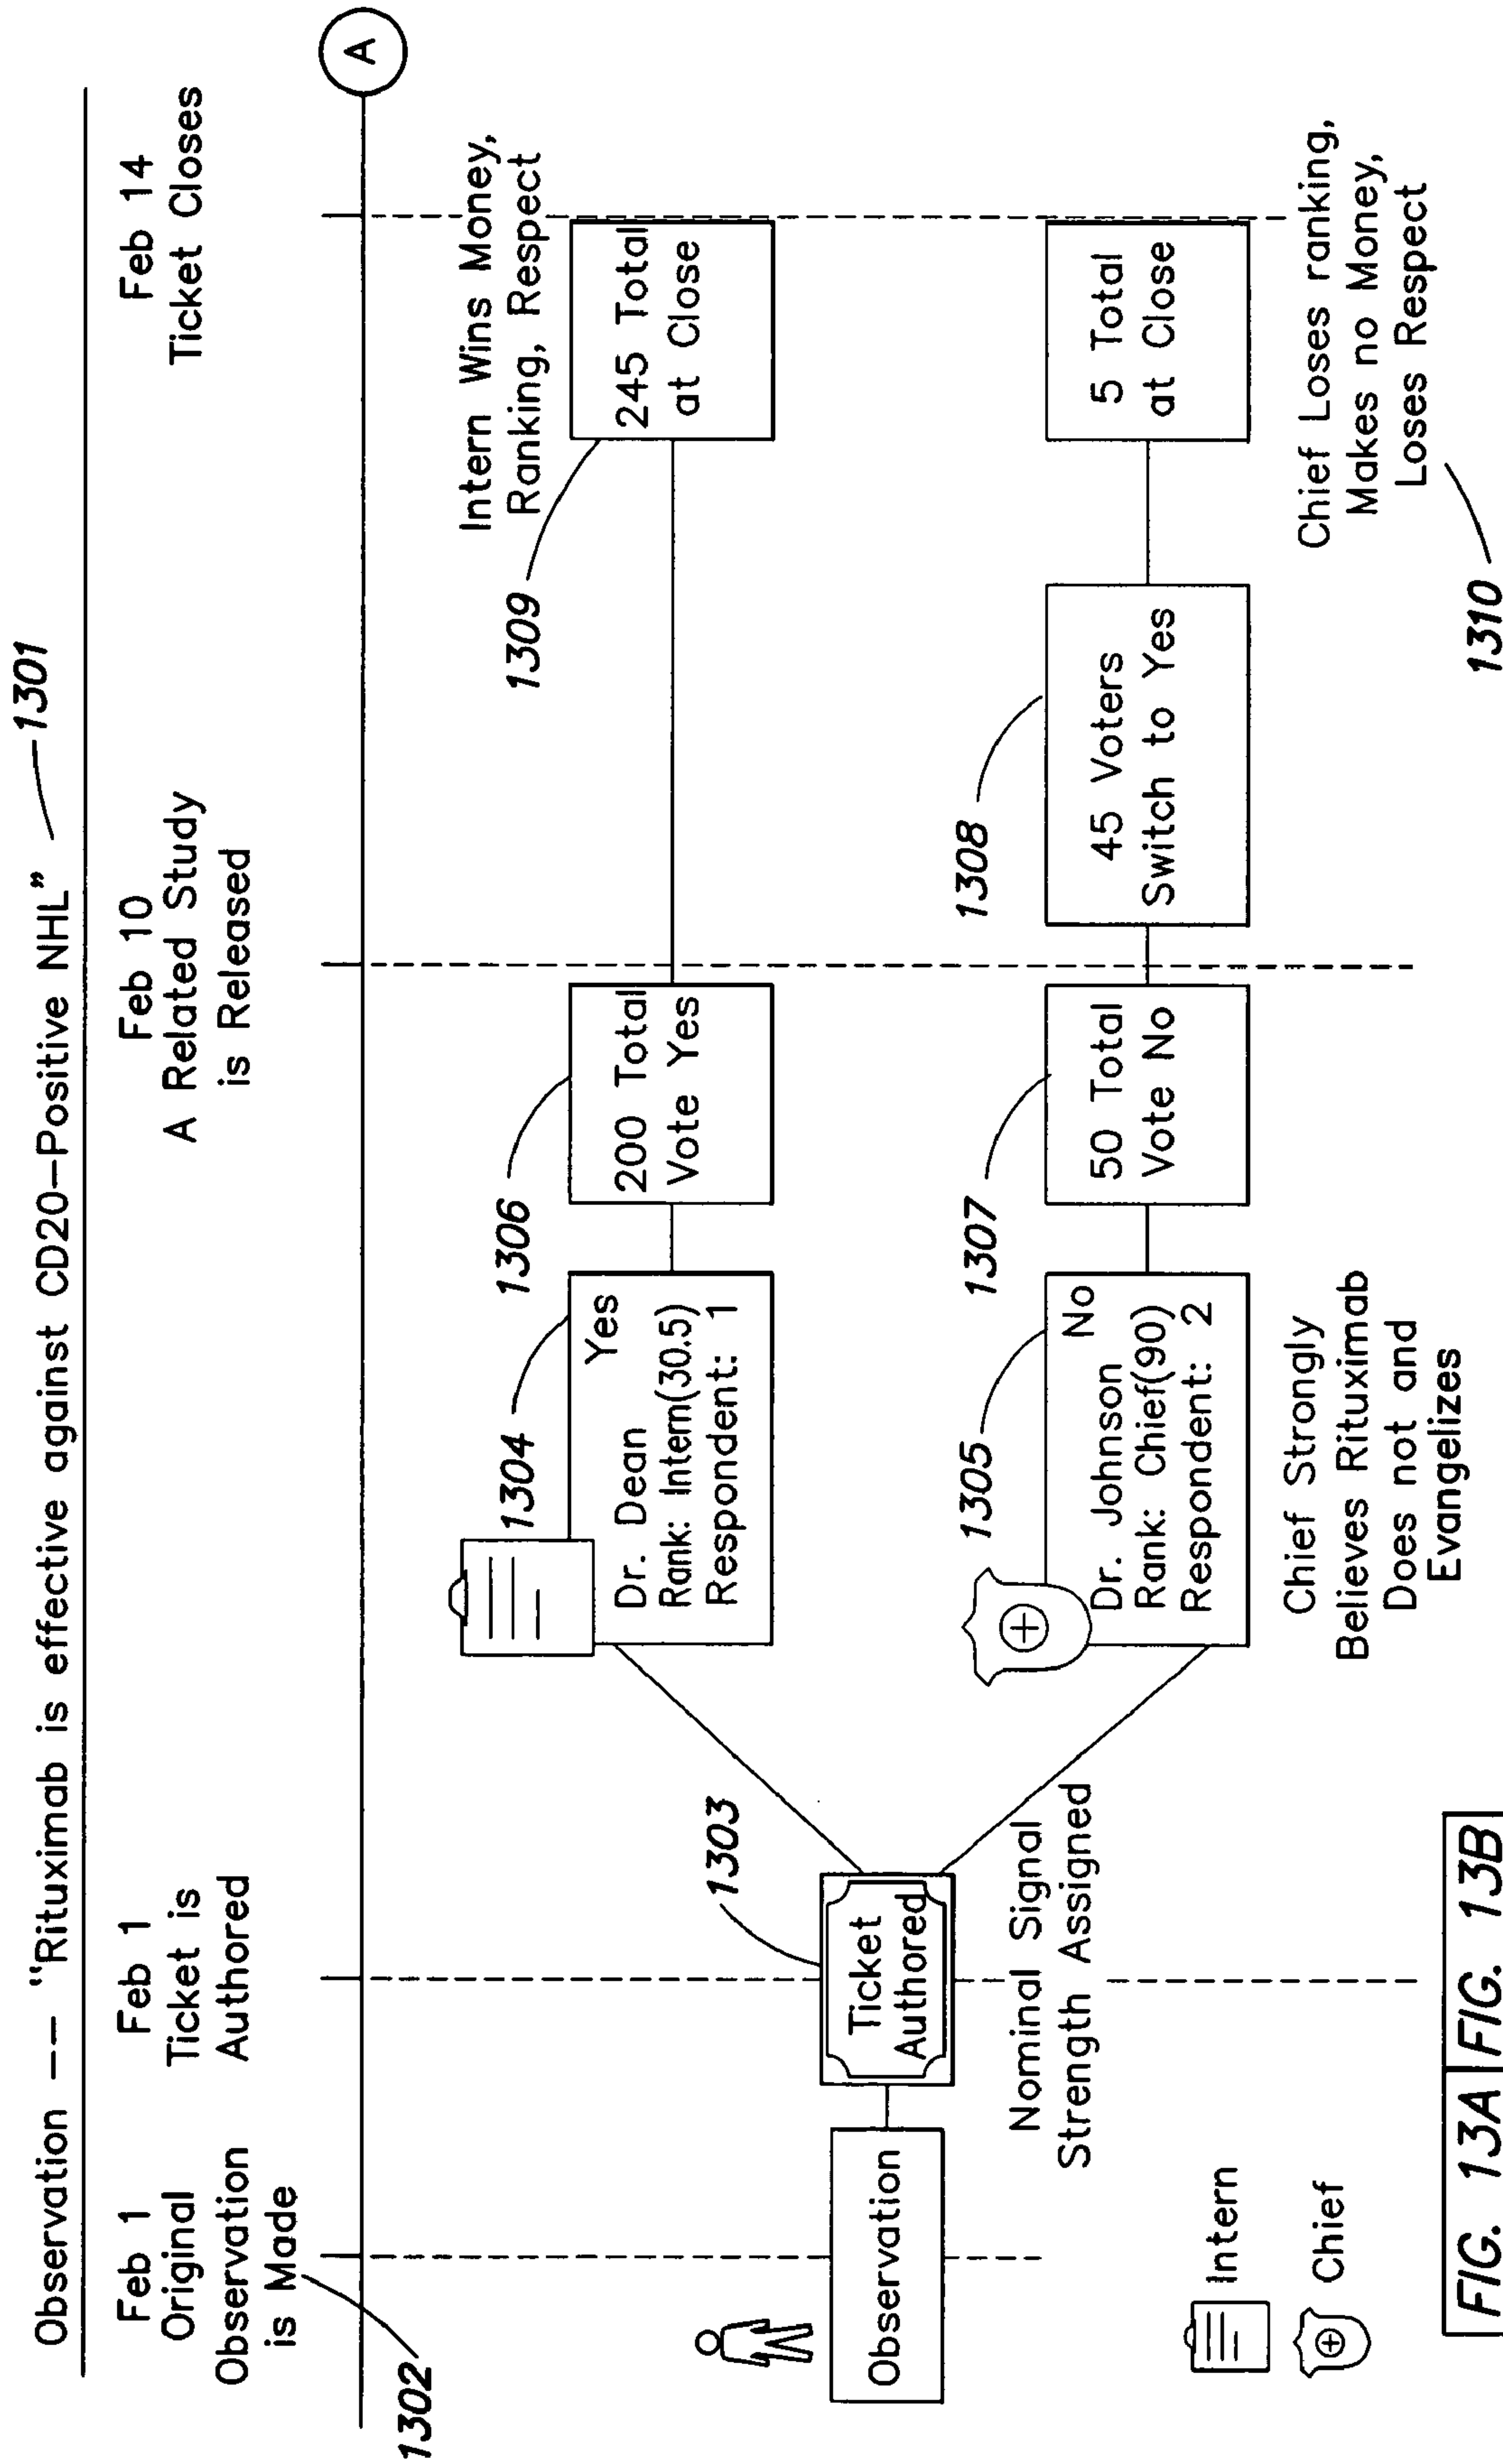 Observation -- "Rituximab is effective against CD20-Positive NHL"
1301
Feb 1
Original
Observation
is Made
1302
Feb 1
Ticket is
Authored
Feb 10
A Related Study
is Released
Feb 14
Ticket Closes
A
Observation
1303
Ticket
Authored
Nominal Signal
Strength Assigned
1304
Yes
Dr. Dean
Rank: Intern(30.5)
Respondent: 1
1306
200 Total
Vote Yes
1309
Intern Wins Money,
Ranking, Respect
245 Total
at Close
1305
No
Dr. Johnson
Rank: Chief(90)
Respondent: 2
Chief Strongly
Believes Rituximab
Does not and
Evangelizes
1307
50 Total
Vote No
1308
45 Voters
Switch to Yes
5 Total
at Close
Chief Loses ranking,
Makes no Money,
Loses Respect
1310
Intern
Chief
FIG. 13A FIG. 13B